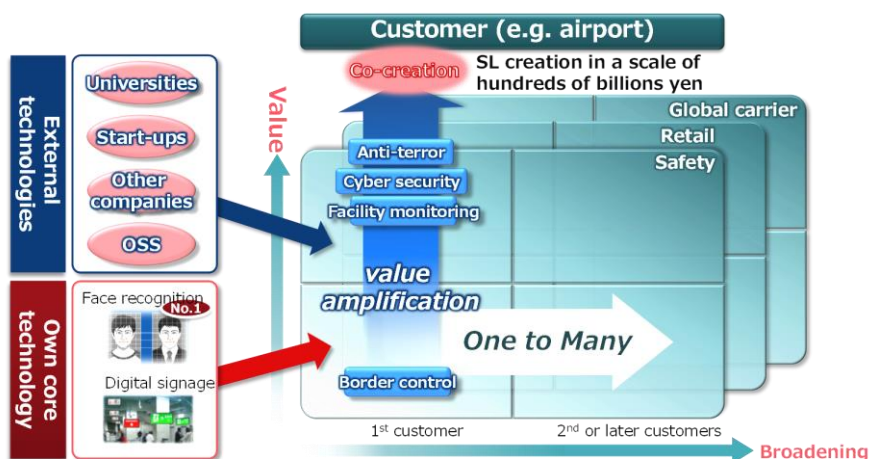 Customer (e.g. airport)
Co-creation
SL creation in a scale of
hundreds of billions yen
External
technologies
Universities
Start-ups
Other
companies
OSS
Own core
technology
Face recognition
No.1
Digital signage
Value
Global carrier
Retail
Safety
Anti-terror
Cyber security
Facility monitoring
value
amplification
One to Many
Border control
1st customer
2nd or later customers
Broadening